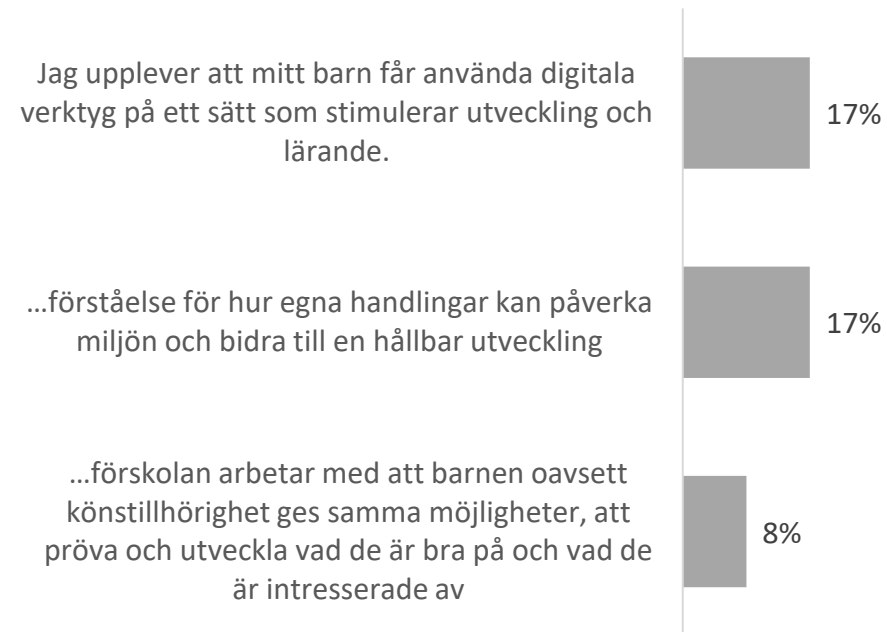 Jag upplever att mitt barn får använda digitala
verktyg på ett sätt som stimulerar utveckling och
lärande.
17%
…förståelse för hur egna handlingar kan påverka
miljön och bidra till en hållbar utveckling
17%
…förskolan arbetar med att barnen oavsett
könstillhörighet ges samma möjligheter, att
pröva och utveckla vad de är bra på och vad de
är intresserade av
8%